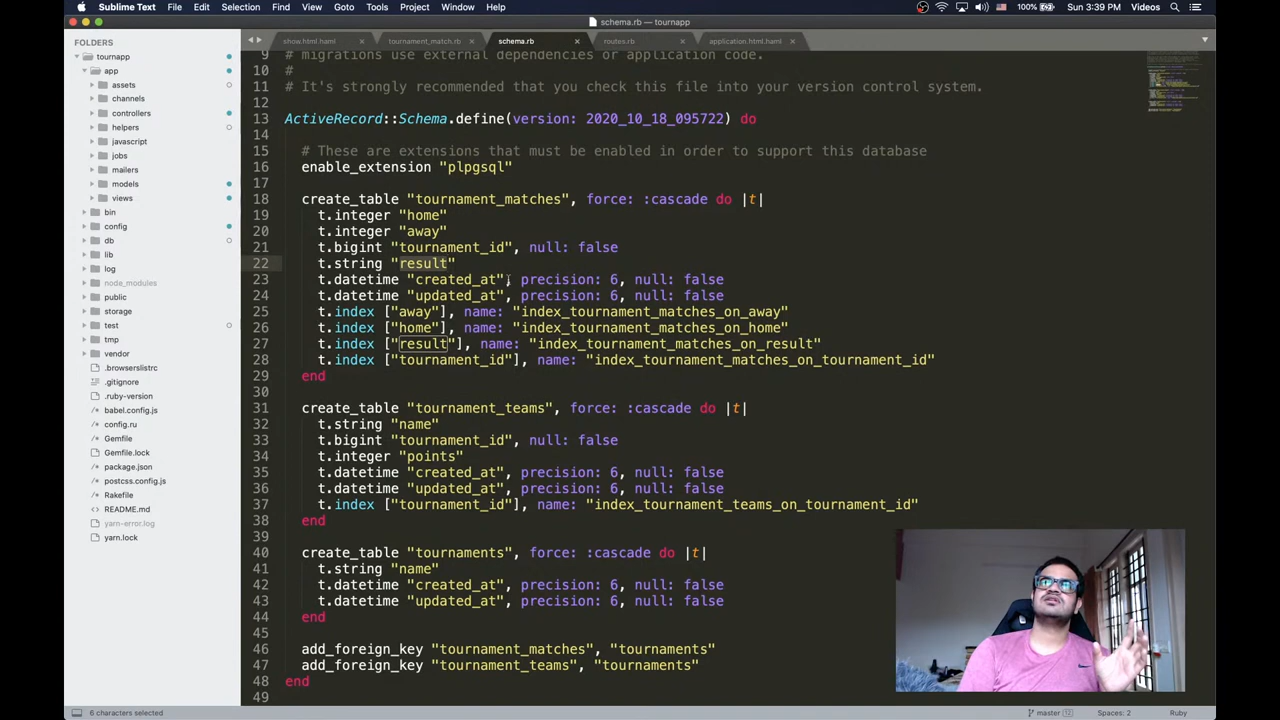 Sublime Text File Edit Selection Find View Goto Tools Project Window Help 100% Sun 3:39 PM Videos
schema.rb — tournapp
FOLDERS
tournapp
app
assets
channels
controllers
helpers
javascript
jobs
mailers
models
views
bin
config
db
lib
log
node_modules
public
storage
test
tmp
vendor
.browserslistrc
.gitignore
.ruby-version
babel.config.js
config.ru
Gemfile
Gemfile.lock
package.json
postcss.config.js
Rakefile
README.md
yarn-error.log
yarn.lock
show.html.haml tournament_match.rb schema.rb routes.rb application.html.haml
9 # migrations use external dependencies or application code.
10 #
11 # It's strongly recommended that you check this file into your version control system.
12
13 ActiveRecord::Schema.define(version: 2020_10_18_095722) do
14
15 # These are extensions that must be enabled in order to support this database
16 enable_extension "plpgsql"
17
18 create_table "tournament_matches", force: :cascade do |t|
19 t.integer "home"
20 t.integer "away"
21 t.bigint "tournament_id", null: false
22 t.string "result"
23 t.datetime "created_at", precision: 6, null: false
24 t.datetime "updated_at", precision: 6, null: false
25 t.index ["away"], name: "index_tournament_matches_on_away"
26 t.index ["home"], name: "index_tournament_matches_on_home"
27 t.index ["result"], name: "index_tournament_matches_on_result"
28 t.index ["tournament_id"], name: "index_tournament_matches_on_tournament_id"
29 end
30
31 create_table "tournament_teams", force: :cascade do |t|
32 t.string "name"
33 t.bigint "tournament_id", null: false
34 t.integer "points"
35 t.datetime "created_at", precision: 6, null: false
36 t.datetime "updated_at", precision: 6, null: false
37 t.index ["tournament_id"], name: "index_tournament_teams_on_tournament_id"
38 end
39
40 create_table "tournaments", force: :cascade do |t|
41 t.string "name"
42 t.datetime "created_at", precision: 6, null: false
43 t.datetime "updated_at", precision: 6, null: false
44 end
45
46 add_foreign_key "tournament_matches", "tournaments"
47 add_foreign_key "tournament_teams", "tournaments"
48 end
49
6 characters selected master Spaces: 2 Ruby